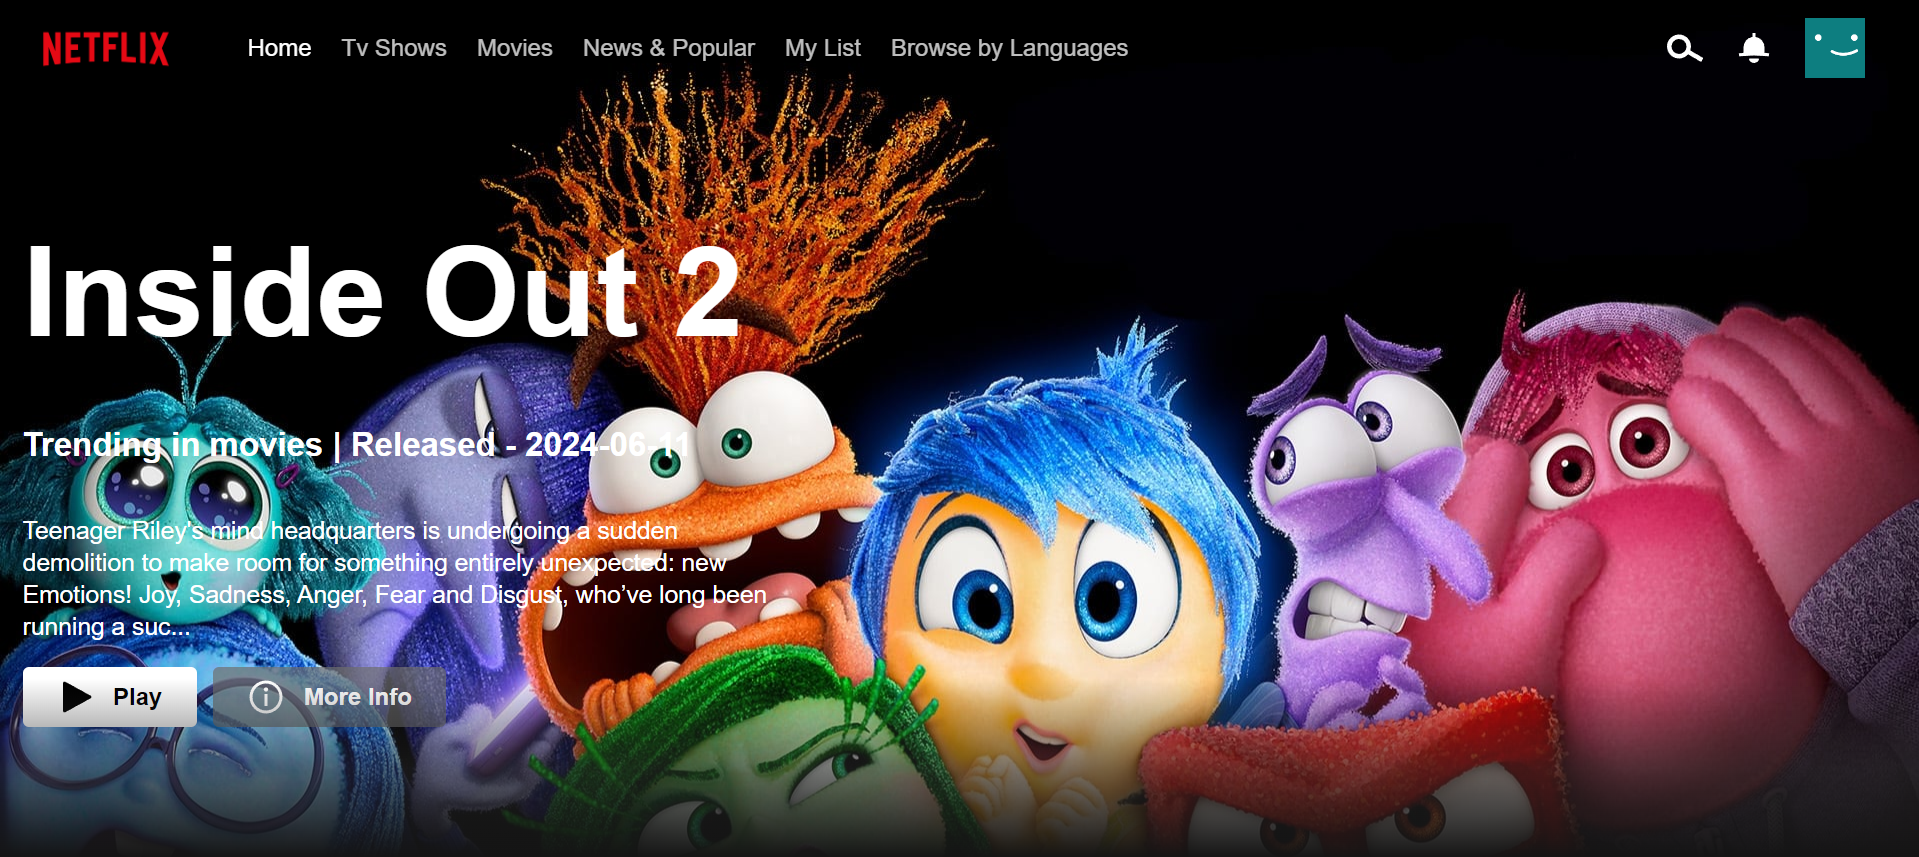 NETFLIX
Home
Tv Shows
Movies
News & Popular
My List
Browse by Languages
Inside Out 2
Trending in movies | Released - 2024-06-11
Teenager Riley's mind headquarters is undergoing a sudden
demolition to make room for something entirely unexpected: new
Emotions! Joy, Sadness, Anger, Fear and Disgust, who’ve long been
running a suc...
Play
More Info